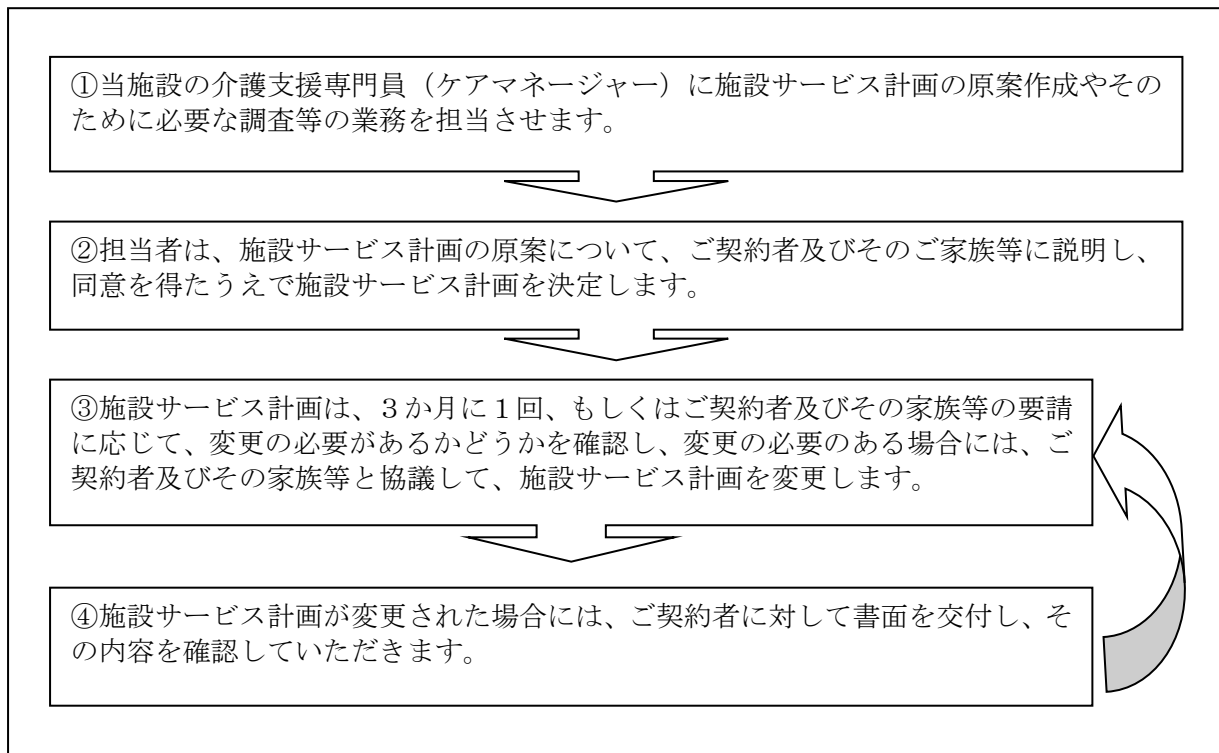 ①当施設の介護支援専門員（ケアマネージャー）に施設サービス計画の原案作成やその
ために必要な調査等の業務を担当させます。
②担当者は、施設サービス計画の原案について、ご契約者及びそのご家族等に説明し、
同意を得たうえで施設サービス計画を決定します。
③施設サービス計画は、３か月に１回、もしくはご契約者及びその家族等の要請
に応じて、変更の必要があるかどうかを確認し、変更の必要のある場合には、ご
契約者及びその家族等と協議して、施設サービス計画を変更します。
④施設サービス計画が変更された場合には、ご契約者に対して書面を交付し、そ
の内容を確認していただきます。